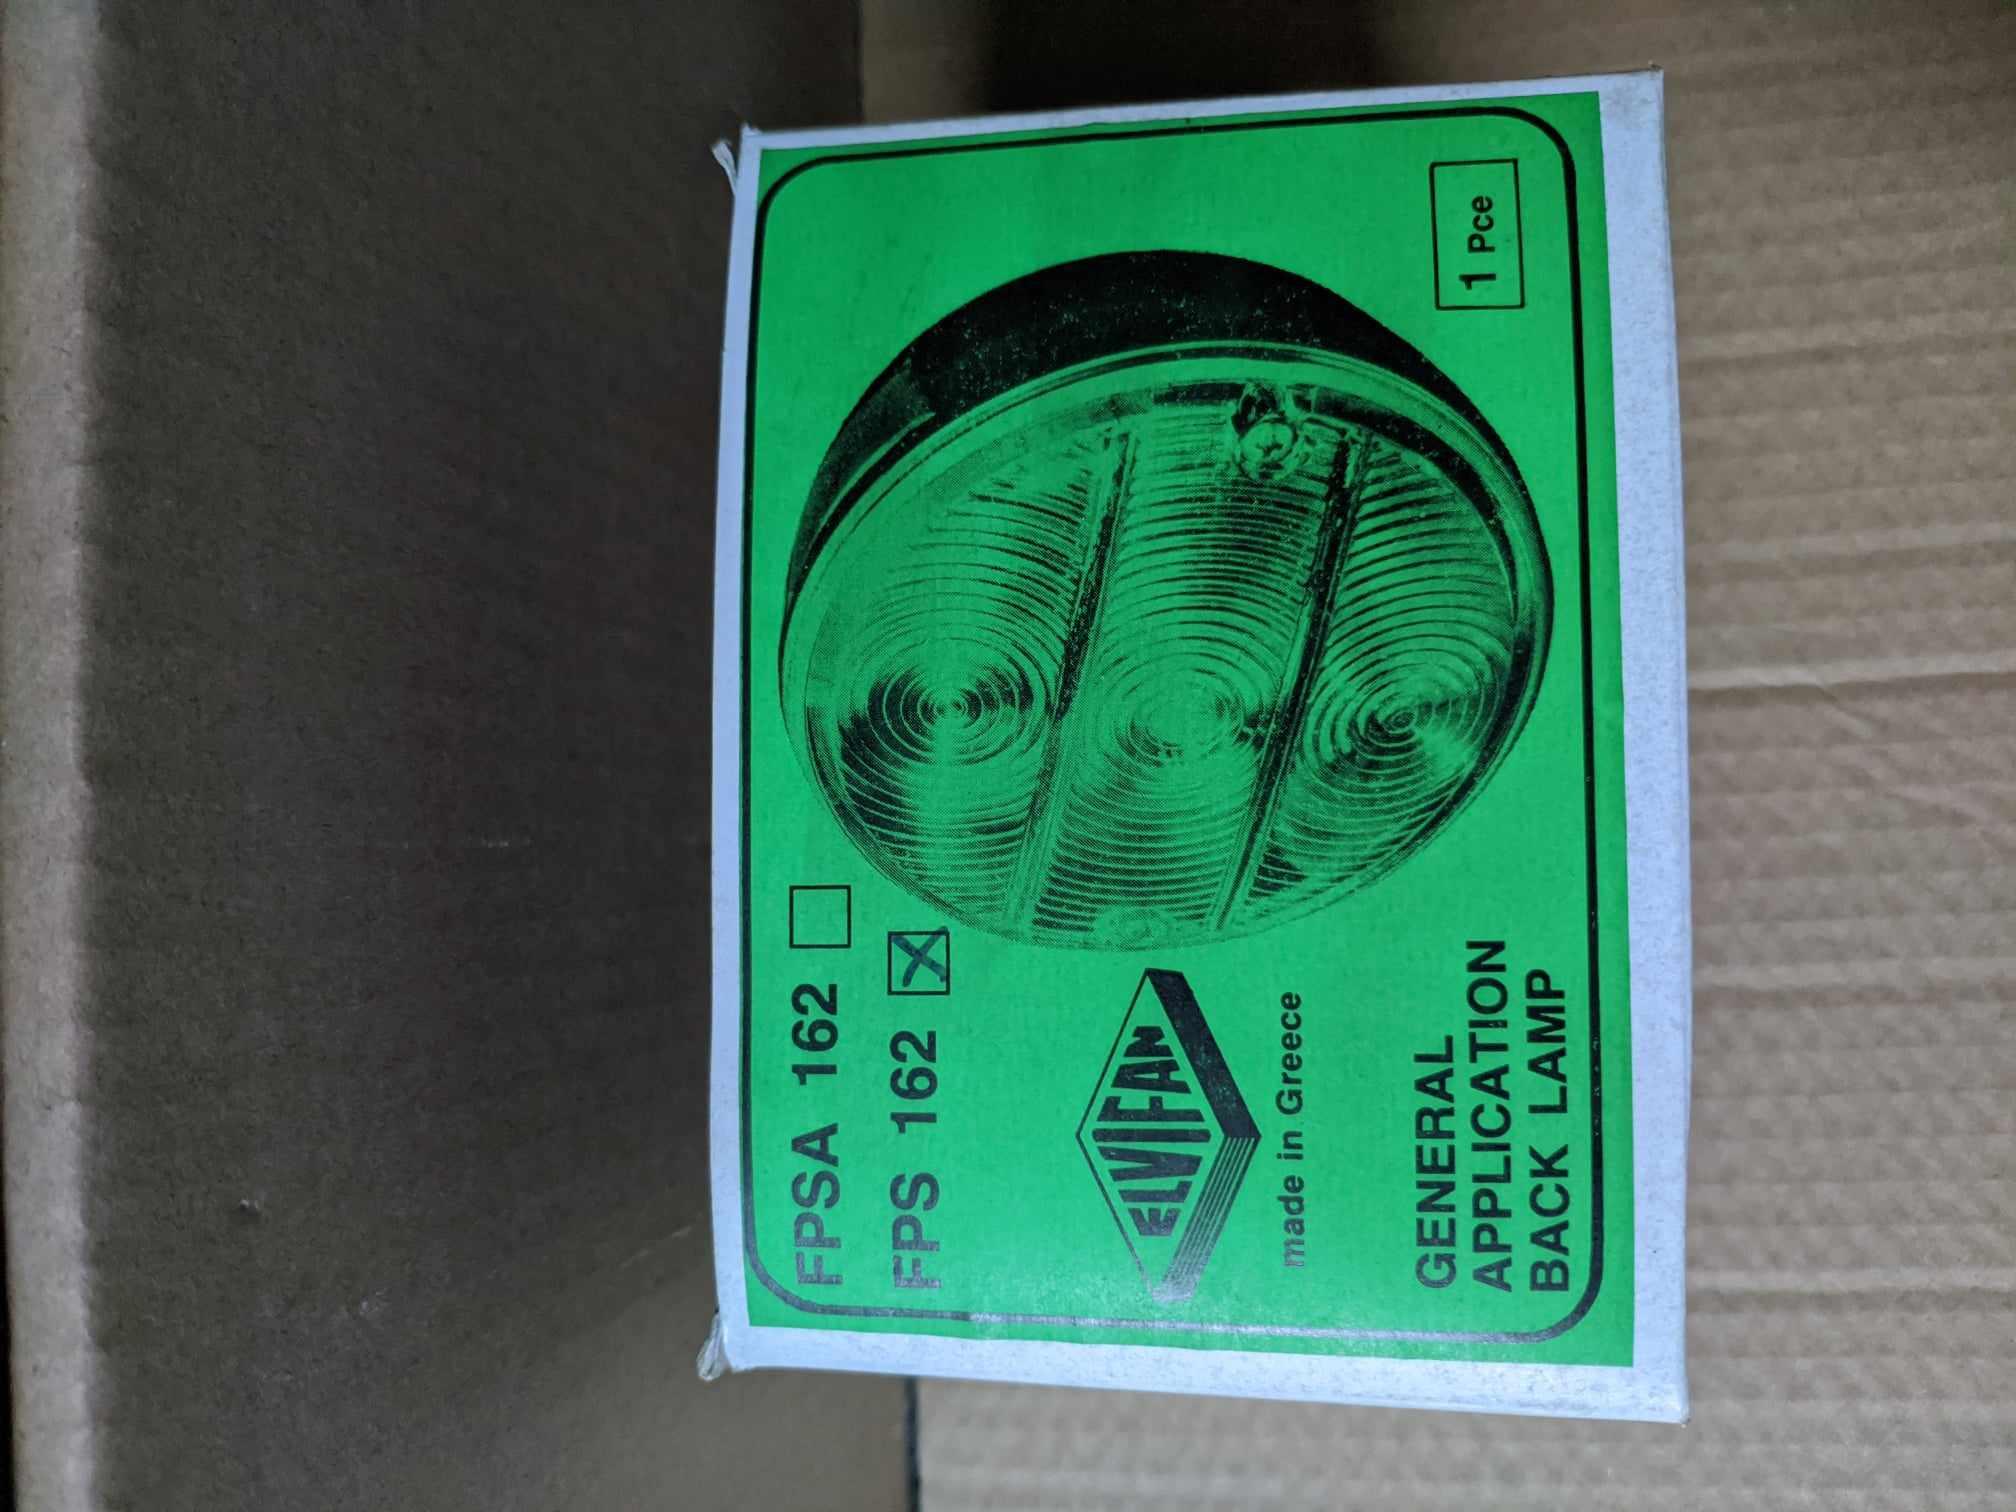 FPSA 162
FPS 162
ELVIFAN
made in Greece
GENERAL
APPLICATION
BACK LAMP
1 Pce